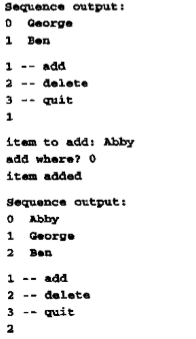 Sequence output:
0 George
1 Ben
1 -- add
2 -- delete
3 -- quit
1
item to add: Abby
add where? 0
item added
Sequence output:
0 Abby
1 George
2 Ben
1 -- add
2 -- delete
3 -- quit
2